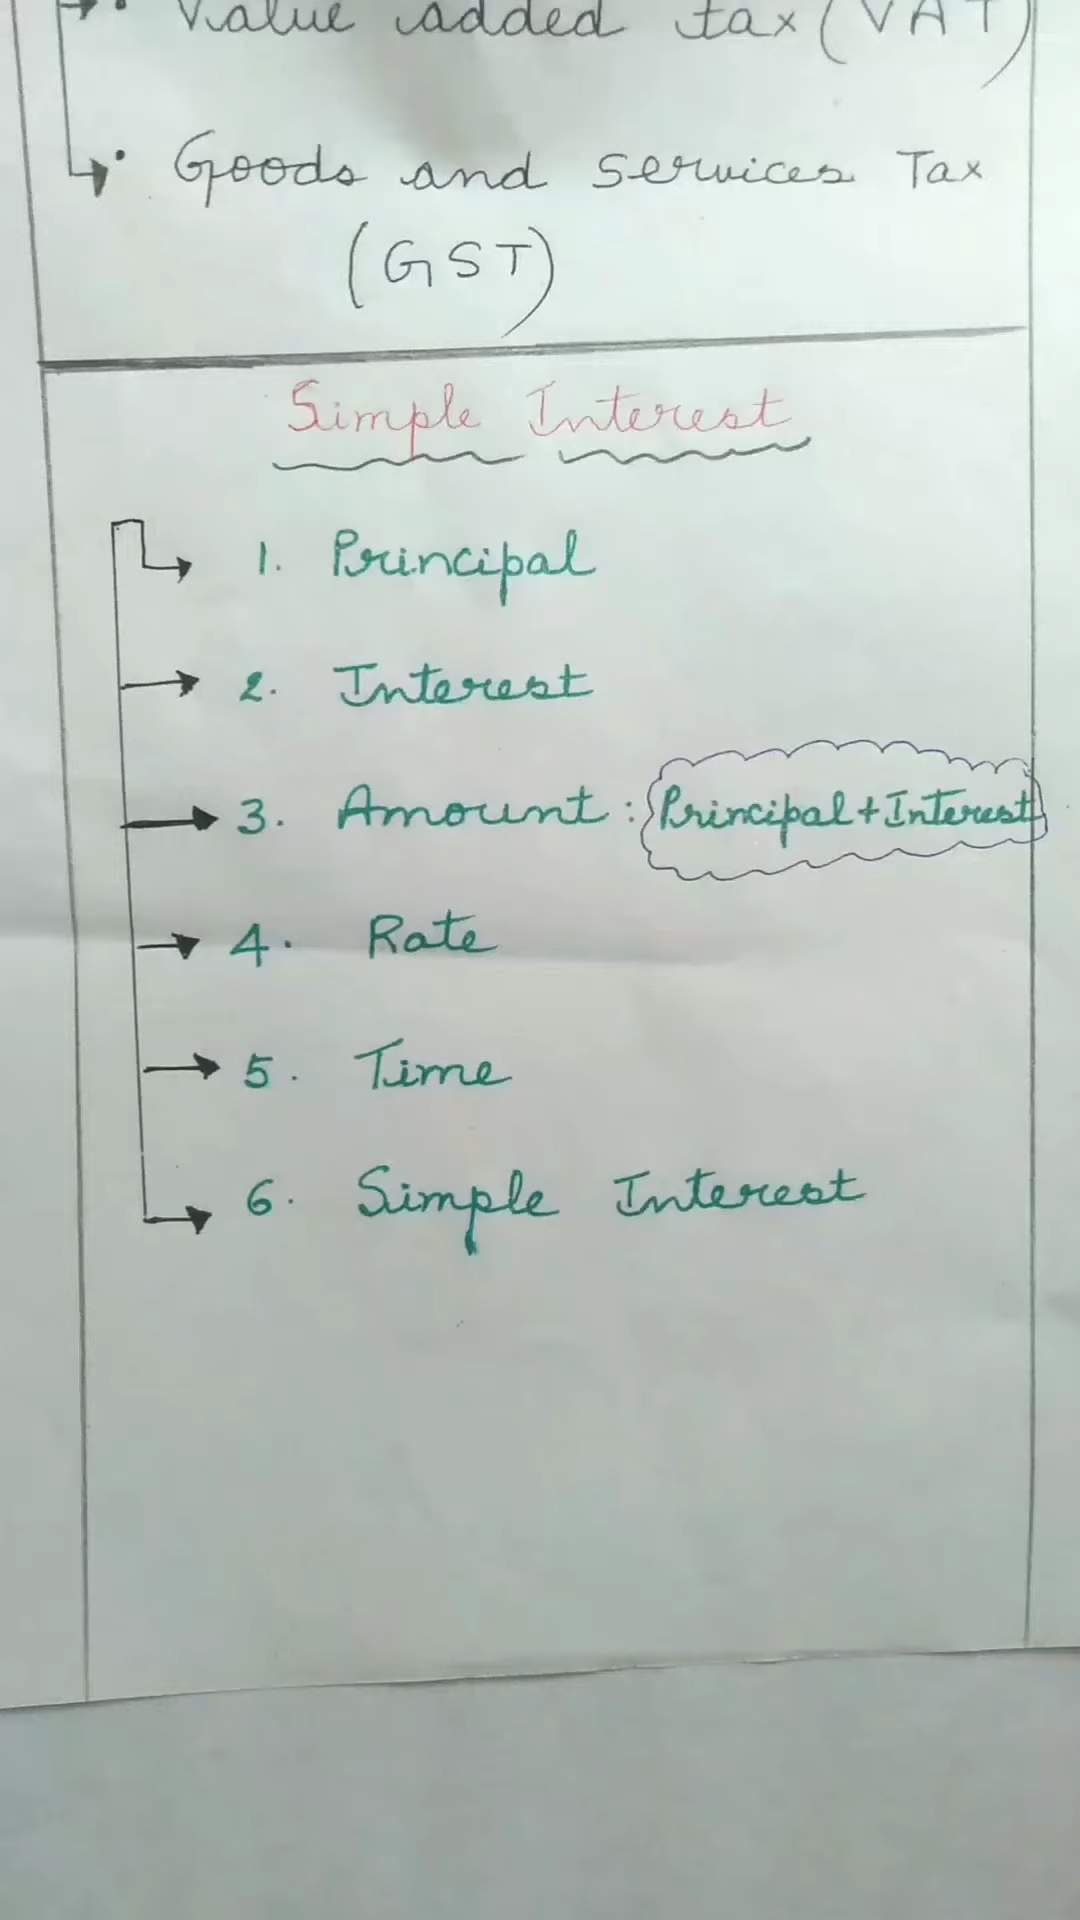 Value added tax (VAT)
Goods and services Tax
(GST)
Simple Interest
1. Principal
2. Interest
3. Amount : Principal + Interest
4. Rate
5. Time
6. Simple Interest